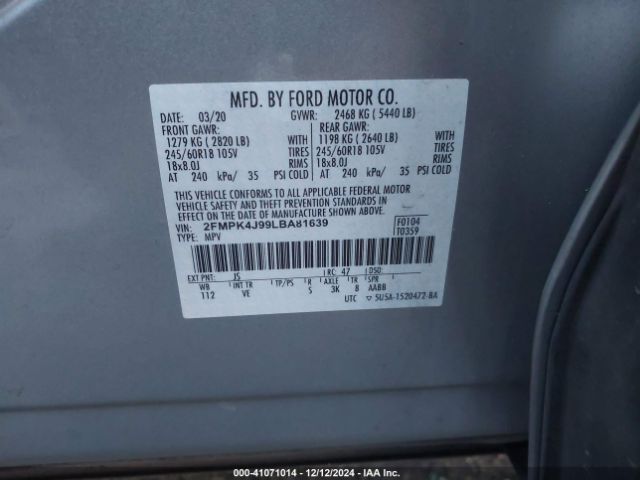 MFD. BY FORD MOTOR CO.
DATE: 03/20 GVWR: 2468 KG ( 5440 LB)
FRONT GAWR: REAR GAWR:
1279 KG ( 2820 LB) WITH 1198 KG ( 2640 LB) WITH
245/60R18 105V TIRES 245/60R18 105V TIRES
18x8.0J RIMS 18x8.0J RIMS
AT 240 kPa/ 35 PSI COLD AT 240 kPa/ 35 PSI COLD
THIS VEHICLE CONFORMS TO ALL APPLICABLE FEDERAL MOTOR
VEHICLE SAFETY AND THEFT PREVENTION STANDARDS IN
EFFECT ON THE DATE OF MANUFACTURE SHOWN ABOVE.
VIN: 2FMPK4J99LBA81639 F0104
TYPE: MPV T0359
EXT PNT: JS RC: 47 DSO:
WB INT TR TP/PS R AXLE TR SPR
112 VE S 3K 8 AABB
UTC ▽ 5U5A-1520472-BA
000-41071014 - 12/12/2024 - IAA Inc.